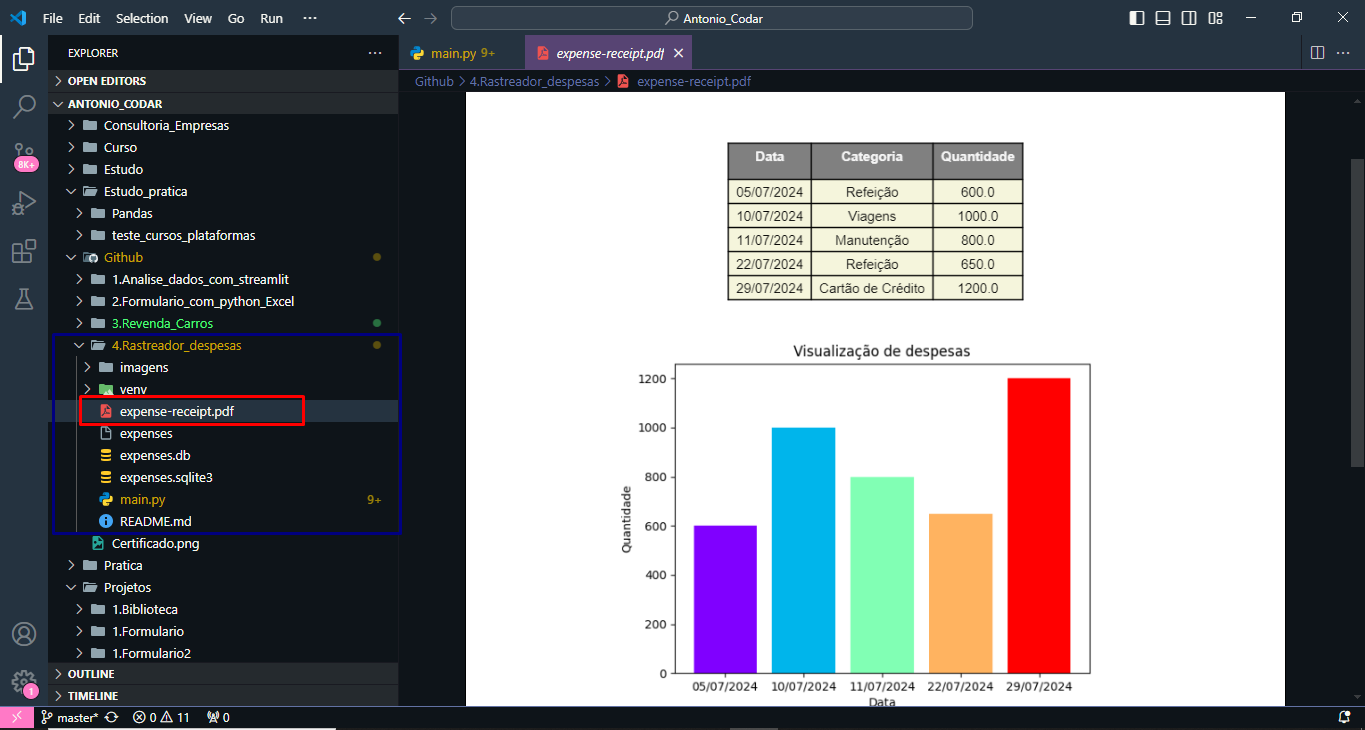 File Edit Selection View Go Run ··· Antonio_Codar
EXPLORER ···
OPEN EDITORS
ANTONIO_CODAR
Consultoria_Empresas
Curso
Estudo
Estudo_pratica
Pandas
teste_cursos_plataformas
Github
1.Analise_dados_com_streamlit
2.Formulario_com_python_Excel
3.Revenda_Carros
4.Rastreador_despesas
imagens
venv
expense-receipt.pdf
expenses
expenses.db
expenses.sqlite3
main.py 9+
README.md
Certificado.png
Pratica
Projetos
1.Biblioteca
1.Formulario
1.Formulario2
OUTLINE
TIMELINE
8K+
1
main.py 9+ expense-receipt.pdf
Github > 4.Rastreador_despesas > expense-receipt.pdf
Data Categoria Quantidade
05/07/2024 Refeição 600.0
10/07/2024 Viagens 1000.0
11/07/2024 Manutenção 800.0
22/07/2024 Refeição 650.0
29/07/2024 Cartão de Crédito 1200.0
Visualização de despesas
Quantidade
1200
1000
800
600
400
200
0
05/07/2024 10/07/2024 11/07/2024 22/07/2024 29/07/2024
Data
master* 0 11 0